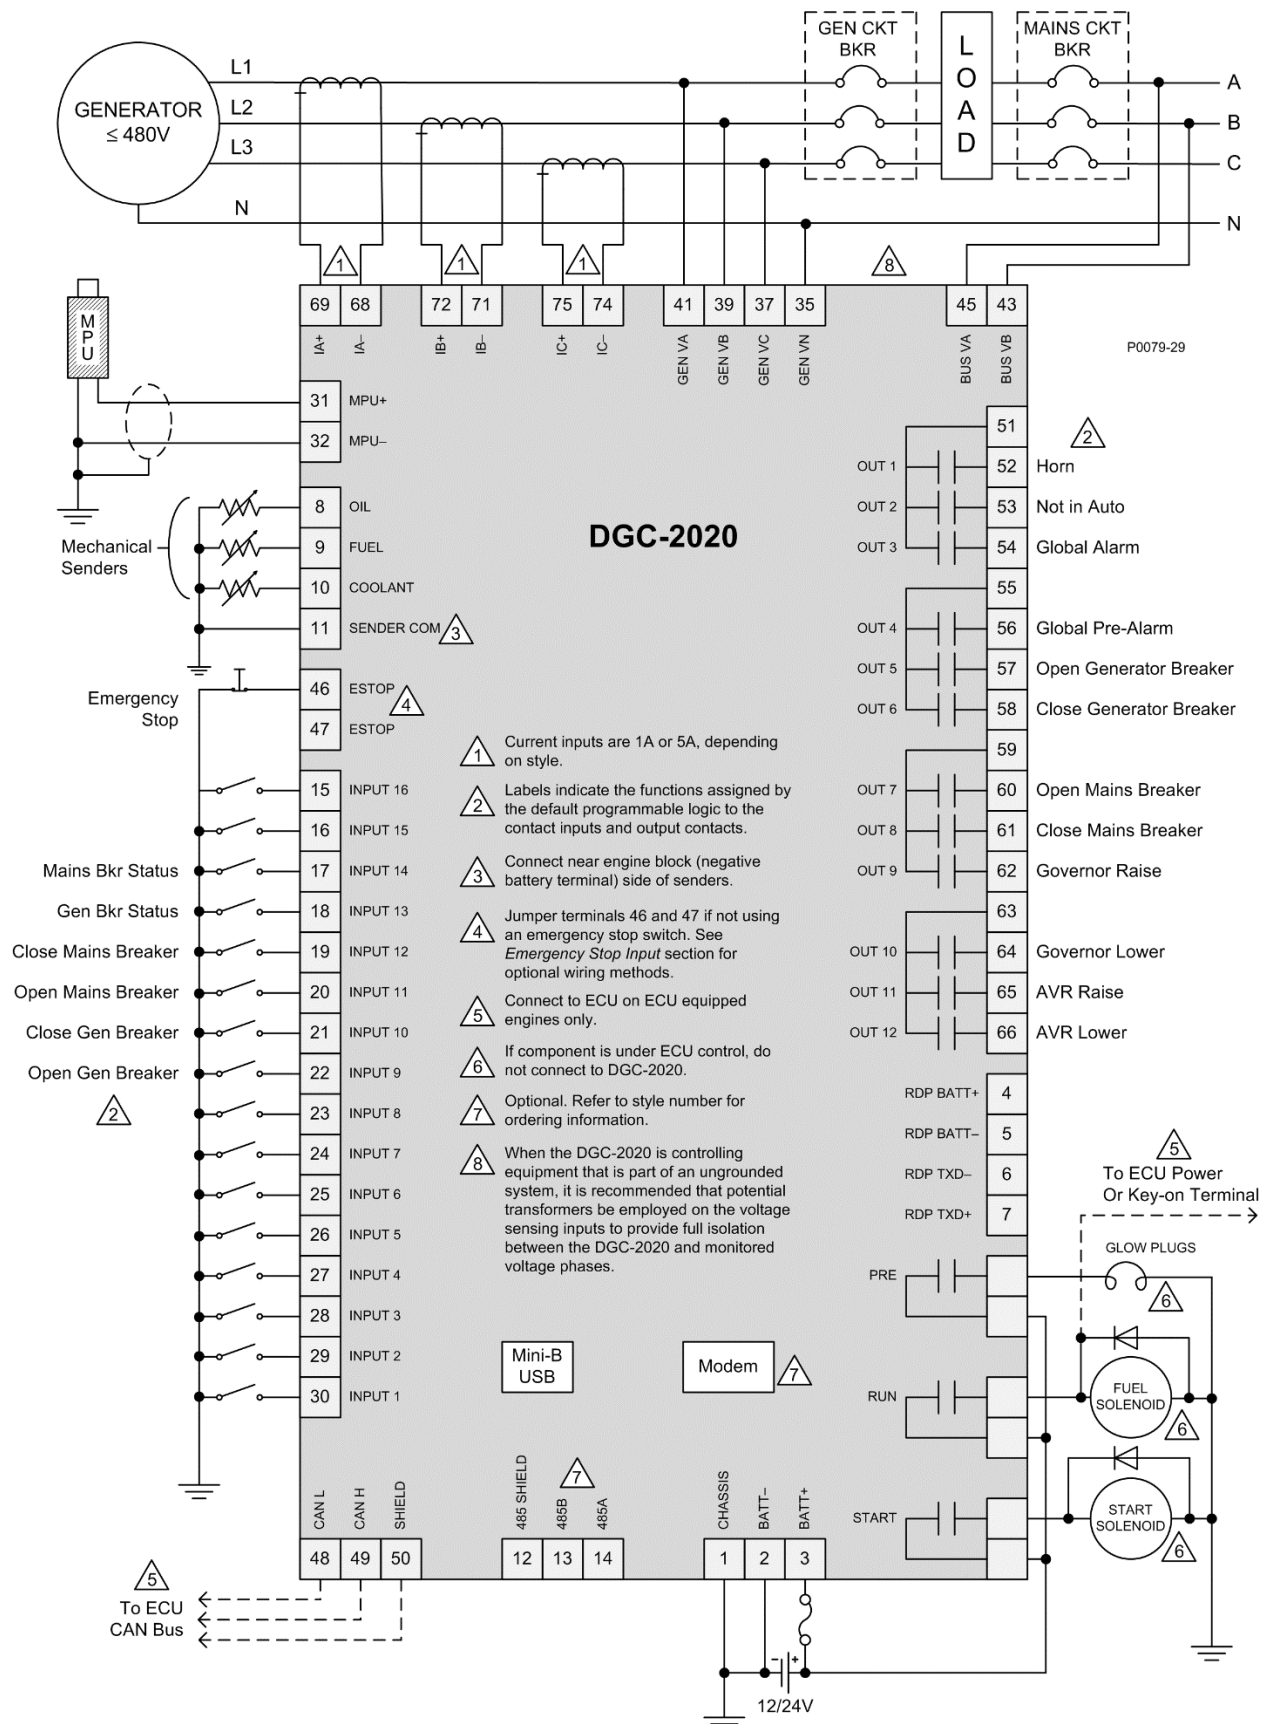 GEN CKT
BKR
LOAD
MAINS CKT
BKR
GENERATOR
≤ 480V
L1
L2
L3
N
A
B
C
N
1
1
1
8
69
68
72
71
75
74
41
39
37
35
45
43
IA+
IA–
IB+
IB–
IC+
IC–
GEN VA
GEN VB
GEN VC
GEN VN
BUS VA
BUS VB
P0079-29
MPU
31 MPU+
32 MPU–
Mechanical
Senders
8 OIL
9 FUEL
10 COOLANT
11 SENDER COM 3
Emergency
Stop
46 ESTOP
47 ESTOP
4
15 INPUT 16
16 INPUT 15
Mains Bkr Status 17 INPUT 14
Gen Bkr Status 18 INPUT 13
Close Mains Breaker 19 INPUT 12
Open Mains Breaker 20 INPUT 11
Close Gen Breaker 21 INPUT 10
Open Gen Breaker 22 INPUT 9
2
23 INPUT 8
24 INPUT 7
25 INPUT 6
26 INPUT 5
27 INPUT 4
28 INPUT 3
29 INPUT 2
30 INPUT 1
DGC-2020
1 Current inputs are 1A or 5A, depending
on style.
2 Labels indicate the functions assigned by
the default programmable logic to the
contact inputs and output contacts.
3 Connect near engine block (negative
battery terminal) side of senders.
4 Jumper terminals 46 and 47 if not using
an emergency stop switch. See
Emergency Stop Input section for
optional wiring methods.
5 Connect to ECU on ECU equipped
engines only.
6 If component is under ECU control, do
not connect to DGC-2020.
7 Optional. Refer to style number for
ordering information.
8 When the DGC-2020 is controlling
equipment that is part of an ungrounded
system, it is recommended that potential
transformers be employed on the voltage
sensing inputs to provide full isolation
between the DGC-2020 and monitored
voltage phases.
51
2
OUT 1 52 Horn
OUT 2 53 Not in Auto
OUT 3 54 Global Alarm
55
OUT 4 56 Global Pre-Alarm
OUT 5 57 Open Generator Breaker
OUT 6 58 Close Generator Breaker
59
OUT 7 60 Open Mains Breaker
OUT 8 61 Close Mains Breaker
OUT 9 62 Governor Raise
63
OUT 10 64 Governor Lower
OUT 11 65 AVR Raise
OUT 12 66 AVR Lower
RDP BATT+ 4
RDP BATT– 5
RDP TXD– 6
RDP TXD+ 7
5
To ECU Power
Or Key-on Terminal
PRE
GLOW PLUGS
6
RUN
FUEL
SOLENOID
6
START
START
SOLENOID
6
Mini-B
USB
Modem
7
7
CAN L
CAN H
SHIELD
485 SHIELD
485B
485A
CHASSIS
BATT–
BATT+
48
49
50
12
13
14
1
2
3
5
To ECU
CAN Bus
- +
12/24V